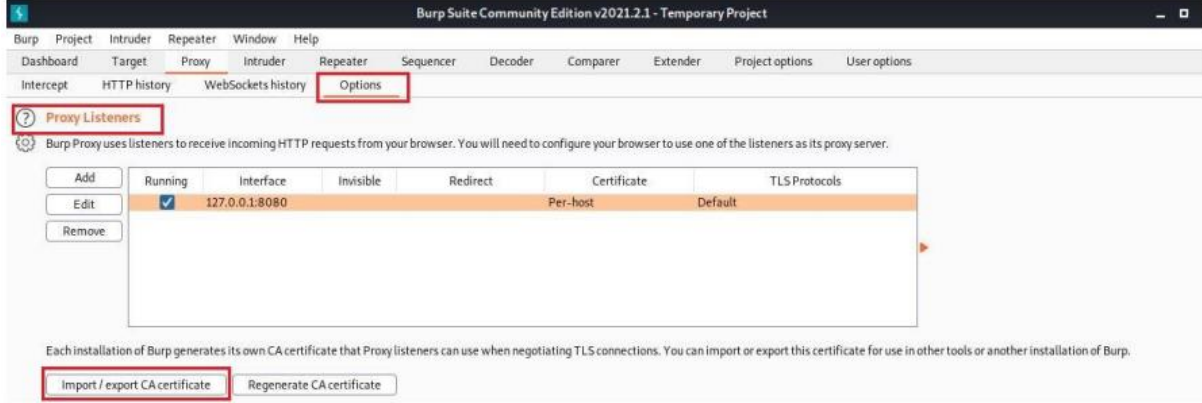 Burp Suite Community Edition v2021.2.1 - Temporary Project
Burp Project Intruder Repeater Window Help
Dashboard Target Proxy Intruder Repeater Sequencer Decoder Comparer Extender Project options User options
Intercept HTTP history WebSockets history Options
? Proxy Listeners
Burp Proxy uses listeners to receive incoming HTTP requests from your browser. You will need to configure your browser to use one of the listeners as its proxy server.
Add Running Interface Invisible Redirect Certificate TLS Protocols
Edit 127.0.0.1:8080 Per-host Default
Remove
Each installation of Burp generates its own CA certificate that Proxy listeners can use when negotiating TLS connections. You can import or export this certificate for use in other tools or another installation of Burp.
Import / export CA certificate Regenerate CA certificate